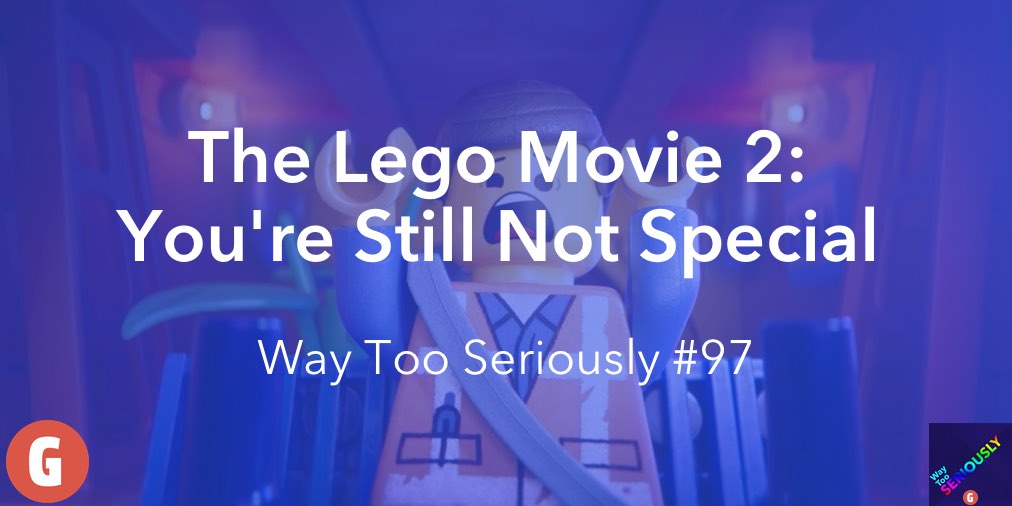 The Lego Movie 2:
You're Still Not Special
Way Too Seriously #97
G
Way
Too
SERIOUSLY
G